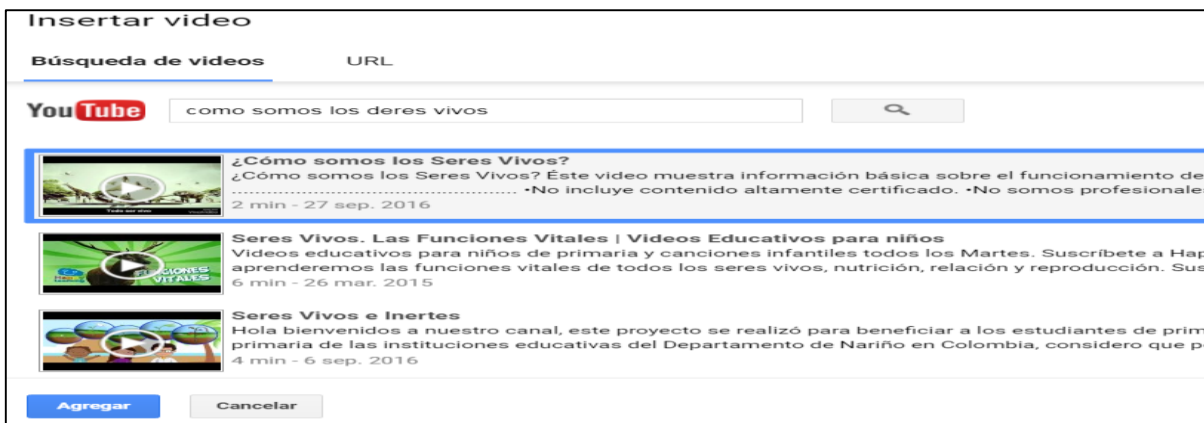 Insertar video
Búsqueda de videos URL
YouTube como somos los deres vivos
¿Cómo somos los Seres Vivos?
¿Cómo somos los Seres Vivos? Éste video muestra información básica sobre el funcionamiento de
................................................ •No incluye contenido altamente certificado. •No somos profesionale
Todo ser vivo
2 min - 27 sep. 2016
Seres Vivos. Las Funciones Vitales | Videos Educativos para niños
Videos educativos para niños de primaria y canciones infantiles todos los Martes. Suscríbete a Hap
aprenderemos las funciones vitales de todos los seres vivos, nutrición, relación y reproducción. Sus
FUNCIONES
VITALES
6 min - 26 mar. 2015
Seres Vivos e Inertes
Hola bienvenidos a nuestro canal, este proyecto se realizó para beneficiar a los estudiantes de prim
primaria de las instituciones educativas del Departamento de Nariño en Colombia, considero que p
4 min - 6 sep. 2016
Agregar Cancelar